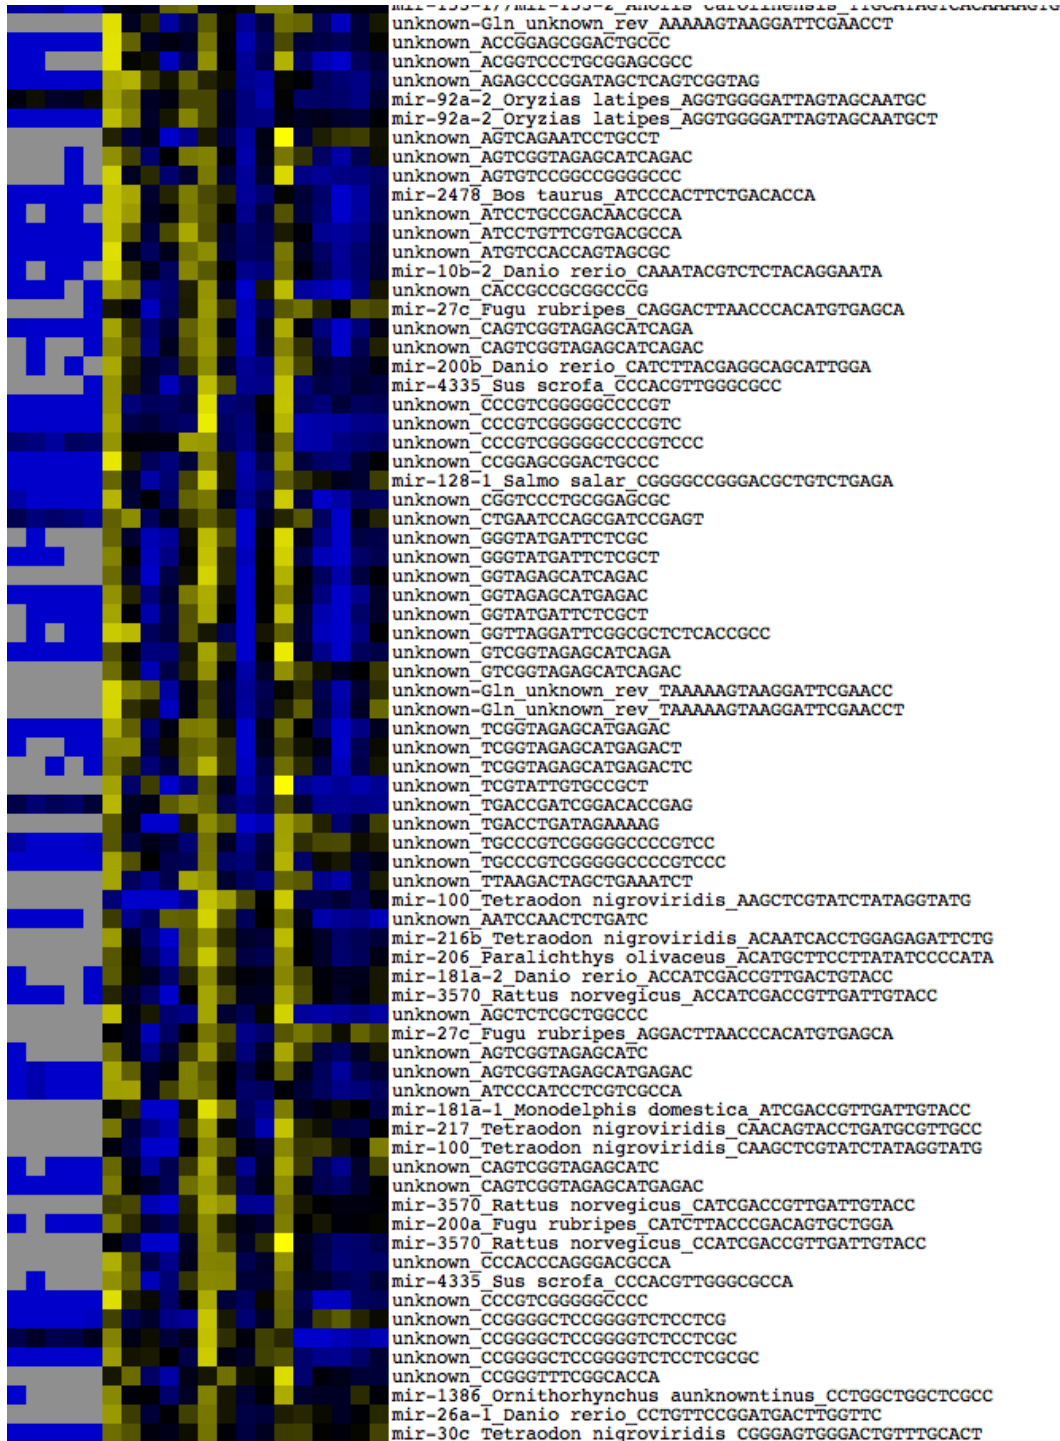 unknown-Gln_unknown_rev_AAAAAGTAAGGATTCGAACCT
unknown_ACCGGAGCGGACTGCCC
unknown_ACGGTCCCTGCGGAGCGCC
unknown_AGAGCCCGGATAGCTCAGTCGGTAG
mir-92a-2_Oryzias latipes_AGGTGGGGATTAGTAGCAATGC
mir-92a-2_Oryzias latipes_AGGTGGGGATTAGTAGCAATGCT
unknown_AGTCAGAATCCTGCCT
unknown_AGTCGGTAGAGCATCAGAC
unknown_AGTGTCCGGCCGGGGCCC
mir-2478_Bos taurus_ATCCCACTTCTGACACCA
unknown_ATCCTGCCGACAACGCCA
unknown_ATCCTGTTCGTGACGCCA
unknown_ATGTCCACCAGTAGCGC
mir-10b-2_Danio rerio_CAAATACGTCTCTACAGGAATA
unknown_CACCGCCGCGGCCCG
mir-27c_Fugu rubripes_CAGGACTTAACCCACATGTGAGCA
unknown_CAGTCGGTAGAGCATCAGA
unknown_CAGTCGGTAGAGCATCAGAC
mir-200b_Danio rerio_CATCTTACGAGGCAGCATTGGA
mir-4335_Sus scrofa_CCCACGTTGGGCGCC
unknown_CCCGTCGGGGGCCCCGT
unknown_CCCGTCGGGGGCCCCGTC
unknown_CCCGTCGGGGGCCCCGTCCC
unknown_CCGGAGCGGACTGCCC
mir-128-1_Salmo salar_CGGGGCCGGGACGCTGTCTGAGA
unknown_CGGTCCCTGCGGAGCGC
unknown_CTGAATCCAGCGATCCGAGT
unknown_GGGTATGATTCTCGC
unknown_GGGTATGATTCTCGCT
unknown_GGTAGAGCATCAGAC
unknown_GGTAGAGCATGAGAC
unknown_GGTATGATTCTCGCT
unknown_GGTTAGGATTCGGCGCTCTCACCGCC
unknown_GTCGGTAGAGCATCAGA
unknown_GTCGGTAGAGCATCAGAC
unknown-Gln_unknown_rev_TAAAAAGTAAGGATTCGAACC
unknown-Gln_unknown_rev_TAAAAAGTAAGGATTCGAACCT
unknown_TCGGTAGAGCATGAGAC
unknown_TCGGTAGAGCATGAGACT
unknown_TCGGTAGAGCATGAGACTC
unknown_TCGTATTGTGCCGCT
unknown_TGACCGATCGGACACCGAG
unknown_TGACCTGATAGAAAAG
unknown_TGCCCGTCGGGGGCCCCGTCC
unknown_TGCCCGTCGGGGGCCCCGTCCC
unknown_TTAAGACTAGCTGAAATCT
mir-100_Tetraodon nigroviridis_AAGCTCGTATCTATAGGTATG
unknown_AATCCAACTCTGATC
mir-216b_Tetraodon nigroviridis_ACAATCACCTGGAGAGATTCTG
mir-206_Paralichthys olivaceus_ACATGCTTCCTTATATCCCCATA
mir-181a-2_Danio rerio_ACCATCGACCGTTGACTGTACC
mir-3570_Rattus norvegicus_ACCATCGACCGTTGATTGTACC
unknown_AGCTCTCGCTGGCCC
mir-27c_Fugu rubripes_AGGACTTAACCCACATGTGAGCA
unknown_AGTCGGTAGAGCATC
unknown_AGTCGGTAGAGCATGAGAC
unknown_ATCCCATCCTCGTCGCCA
mir-181a-1_Monodelphis domestica_ATCGACCGTTGATTGTACC
mir-217_Tetraodon nigroviridis_CAACAGTACCTGATGCGTTGCC
mir-100_Tetraodon nigroviridis_CAAGCTCGTATCTATAGGTATG
unknown_CAGTCGGTAGAGCATC
unknown_CAGTCGGTAGAGCATGAGAC
mir-3570_Rattus norvegicus_CATCGACCGTTGATTGTACC
mir-200a_Fugu rubripes_CATCTTACCCGACAGTGCTGGA
mir-3570_Rattus norvegicus_CCATCGACCGTTGATTGTACC
unknown_CCCACCCAGGGACGCCA
mir-4335_Sus scrofa_CCCACGTTGGGCGCCA
unknown_CCCGTCGGGGGCCCC
unknown_CCGGGGCTCCGGGGTCTCCTCG
unknown_CCGGGGCTCCGGGGTCTCCTCGC
unknown_CCGGGGCTCCGGGGTCTCCTCGCGC
unknown_CCGGGTTTCGGCACCA
mir-1386_Ornithorhynchus aunknowntinus_CCTGGCTGGCTCGCC
mir-26a-1_Danio rerio_CCTGTTCCGGATGACTTGGTTC
mir-30c_Tetraodon nigroviridis_CGGGAGTGGGACTGTTTGCACT